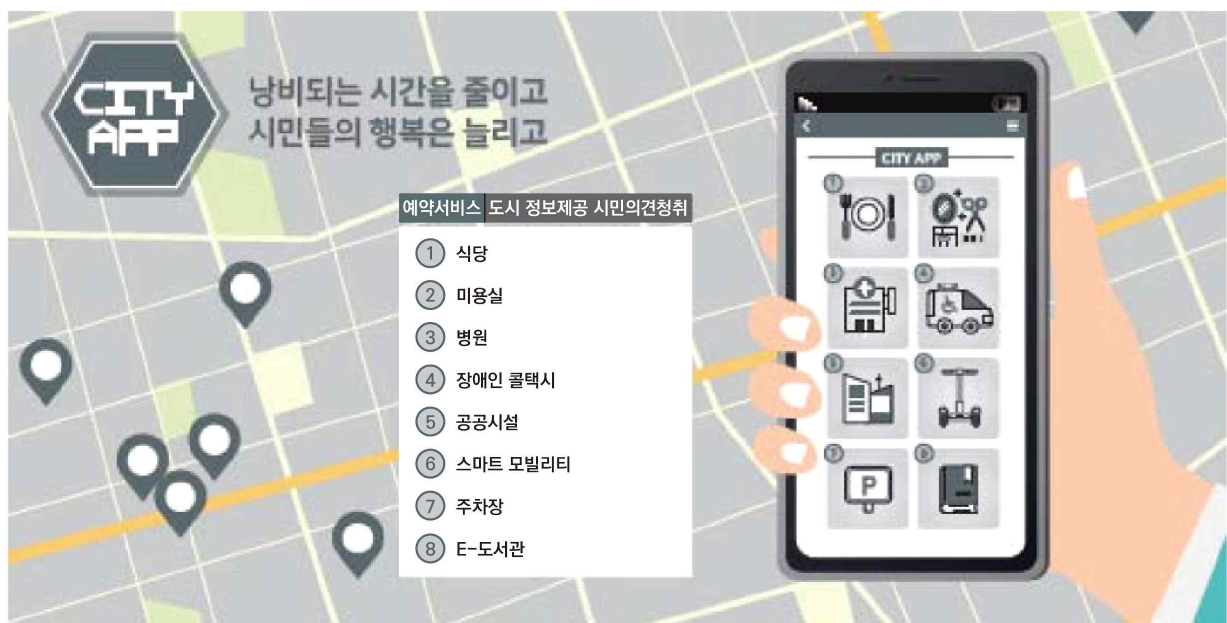 CITY
APP
낭비되는 시간을 줄이고
시민들의 행복은 늘리고
예약서비스 도시 정보제공 시민의견청취
1 식당
2 미용실
3 병원
4 장애인 콜택시
5 공공시설
6 스마트 모빌리티
7 주차장
8 E-도서관
CITY APP
1 2
3 4
5 6
7 8
P